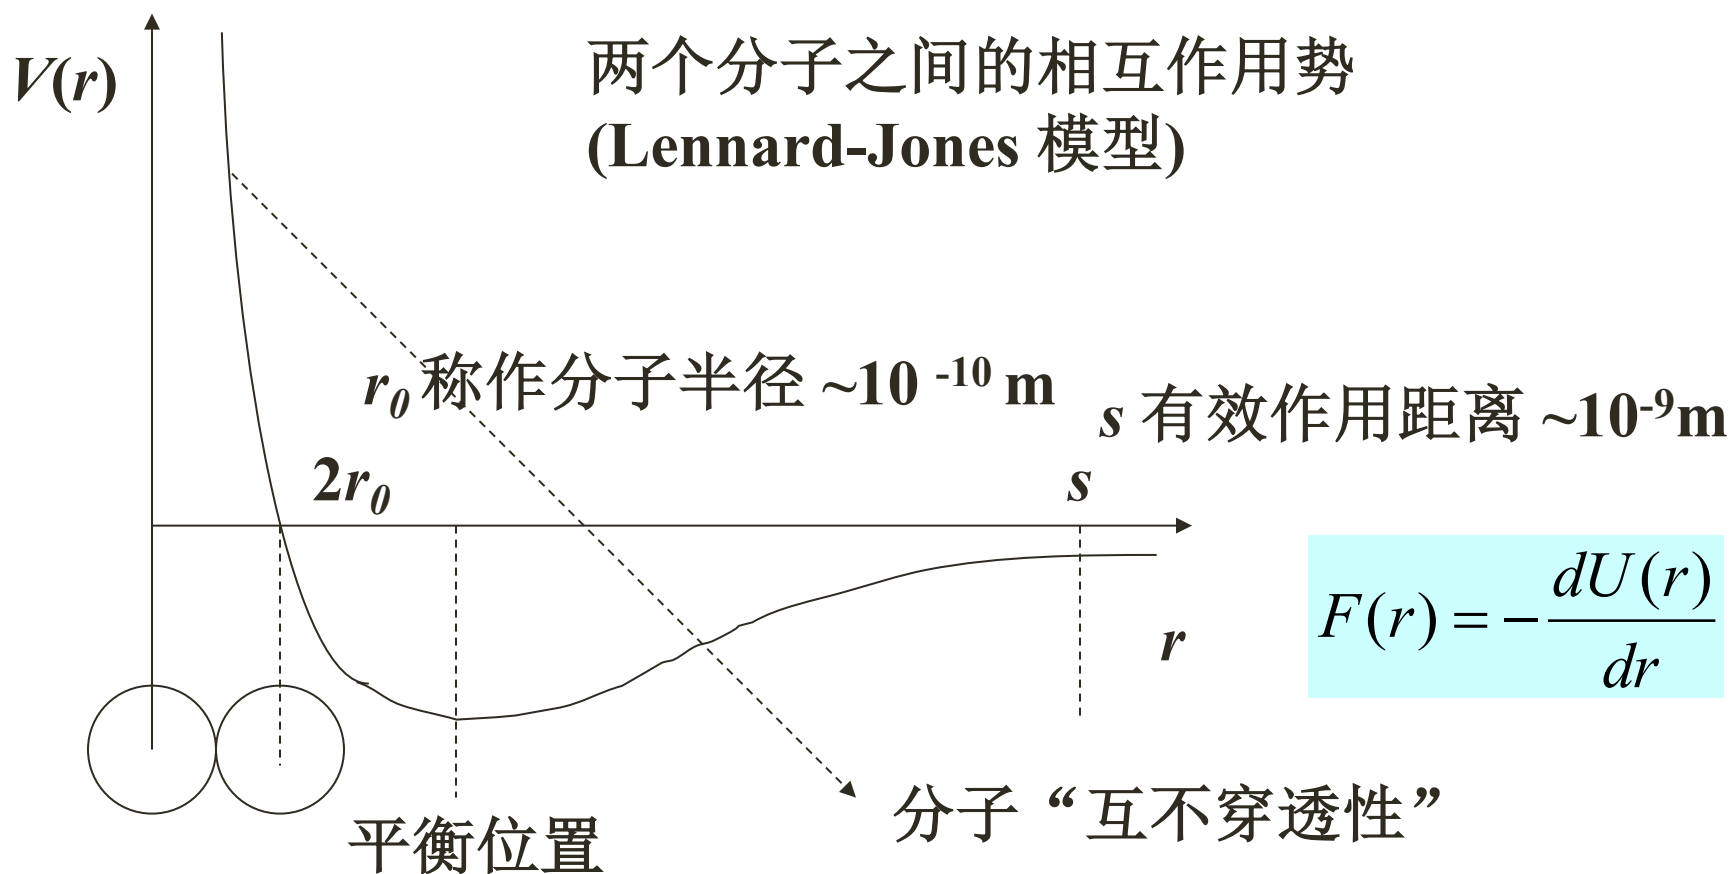 V(r)
两个分子之间的相互作用势
(Lennard-Jones 模型)
r₀ 称作分子半径 ~10 ⁻¹⁰ m
s 有效作用距离 ~10⁻⁹m
2r₀
s
r
F(r) = − dU(r)/dr
平衡位置
分子“互不穿透性”